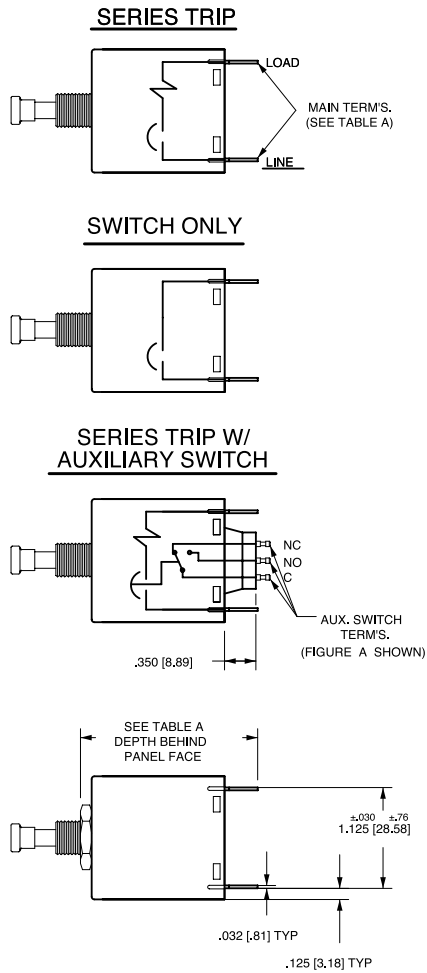 SERIES TRIP
LOAD
MAIN TERM'S.
(SEE TABLE A)
LINE
SWITCH ONLY
SERIES TRIP W/
AUXILIARY SWITCH
NC
NO
C
AUX. SWITCH
TERM'S.
(FIGURE A SHOWN)
.350 [8.89]
SEE TABLE A
DEPTH BEHIND
PANEL FACE
±.030 ±.76
1.125 [28.58]
.032 [.81] TYP
.125 [3.18] TYP